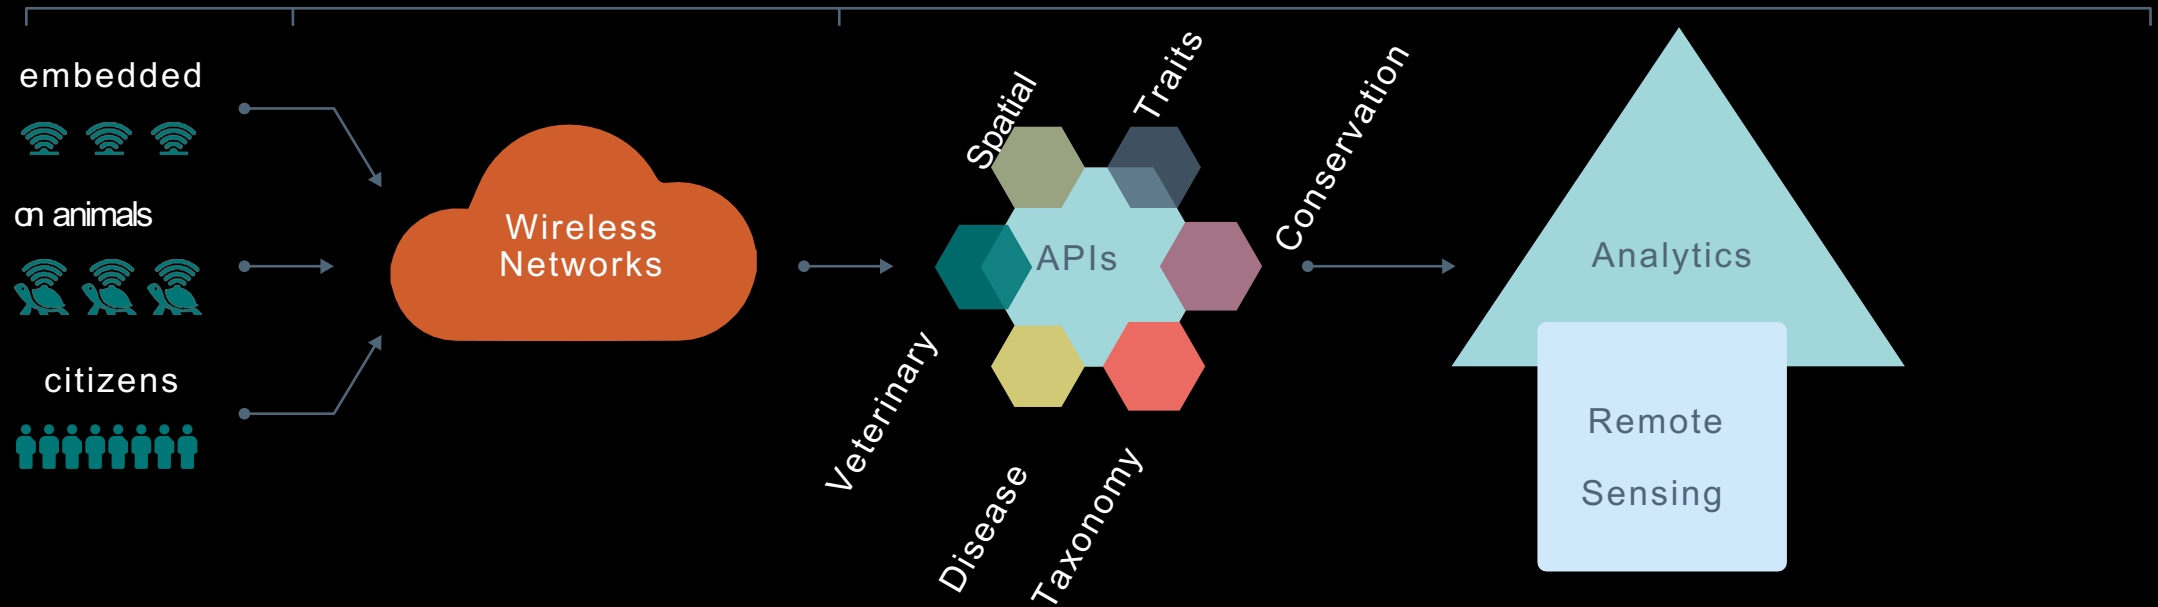 embedded
on animals
citizens
Wireless
Networks
Spatial
Traits
Conservation
APIs
Veterinary
Disease
Taxonomy
Analytics
Remote
Sensing